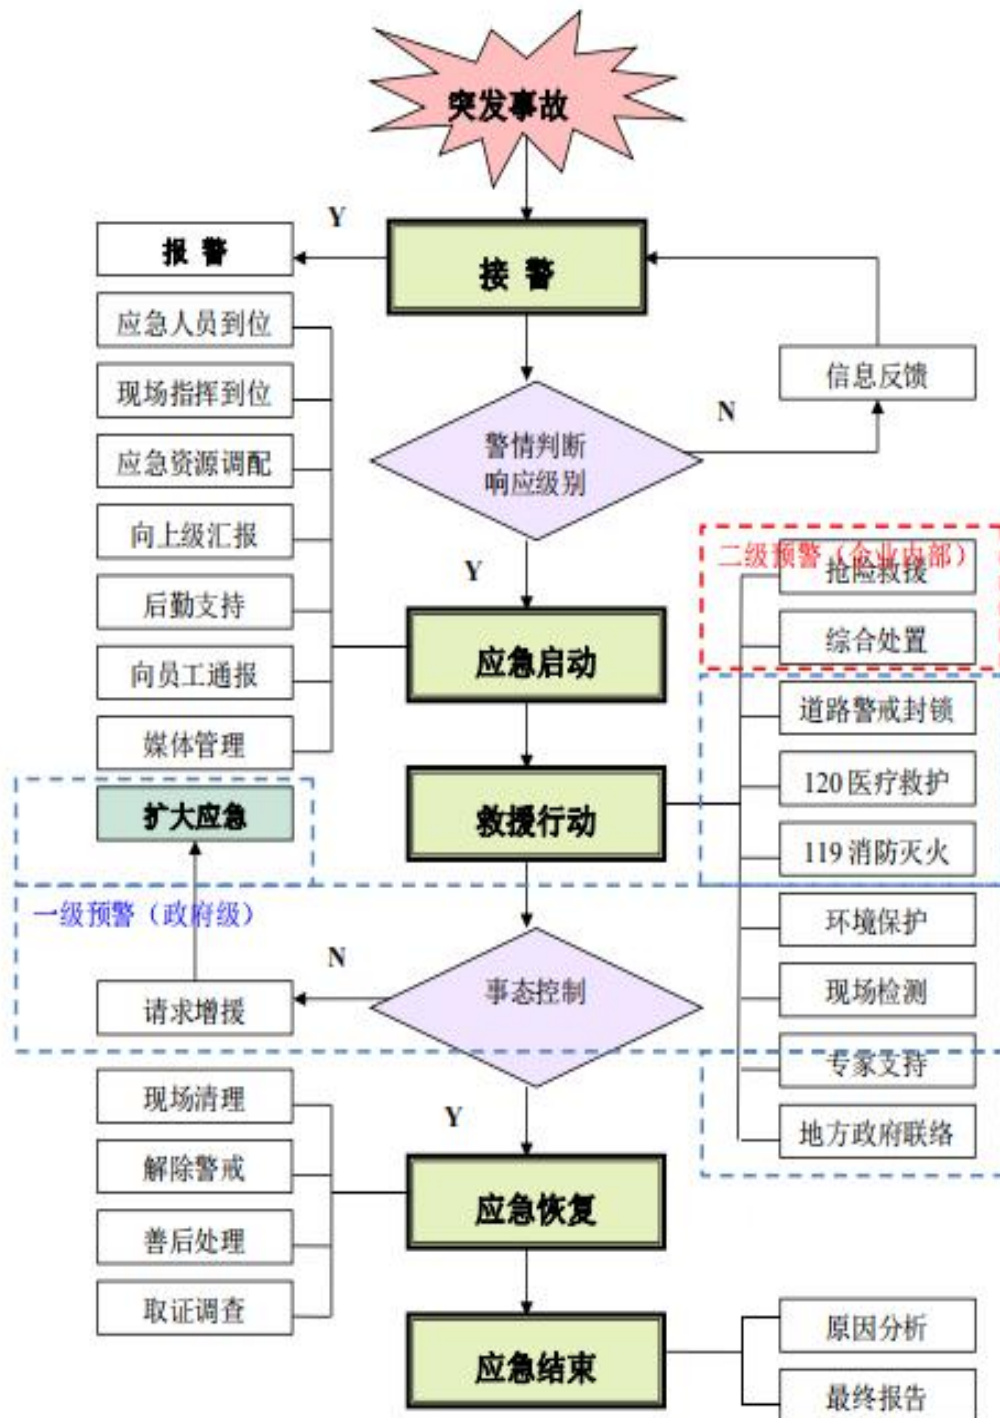 突发事故
Y
报 警
接 警
应急人员到位
现场指挥到位
应急资源调配
向上级汇报
后勤支持
向员工通报
媒体管理
信息反馈
N
警情判断
响应级别
Y
二级预警（企业内部）
抢险救援
综合处置
应急启动
道路警戒封锁
120 医疗救护
119 消防灭火
环境保护
现场检测
专家支持
地方政府联络
扩大应急
救援行动
一级预警（政府级）
N
请求增援
事态控制
Y
现场清理
解除警戒
善后处理
取证调查
应急恢复
应急结束
原因分析
最终报告